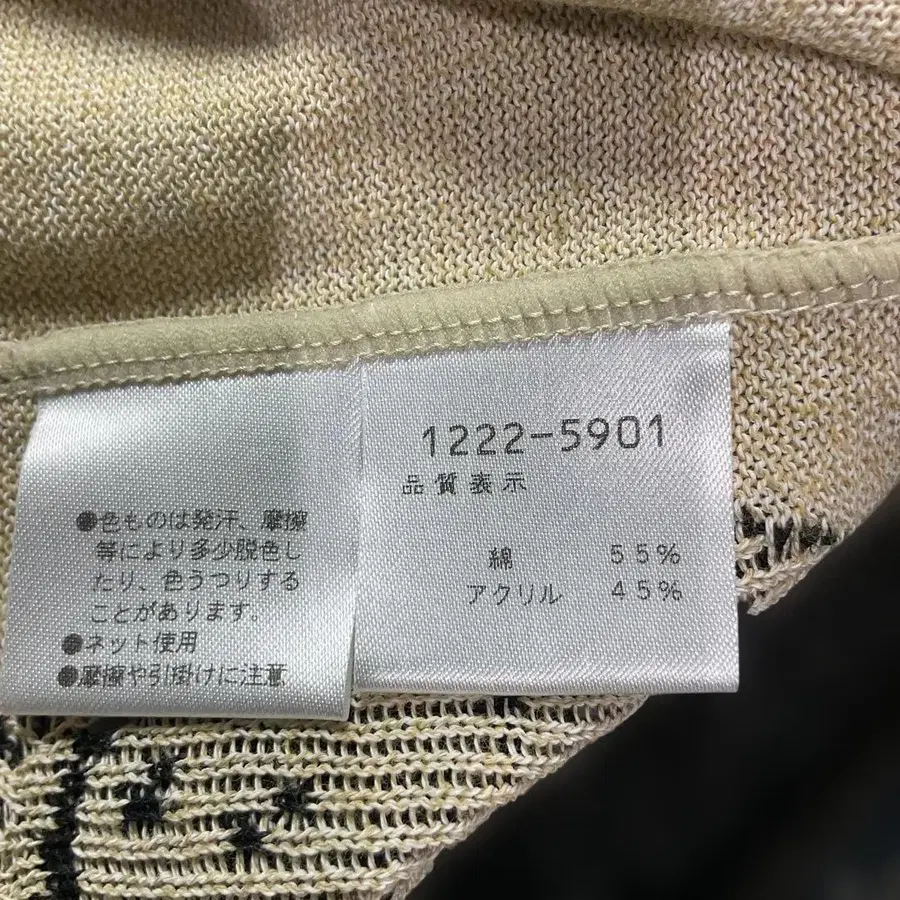 ●色ものは発汗、摩擦
等により多少脱色し
たり、色うつりする
ことがあります。
●ネット使用
●摩擦や引掛けに注意
1222-5901
品質表示
綿 55%
アクリル 45%